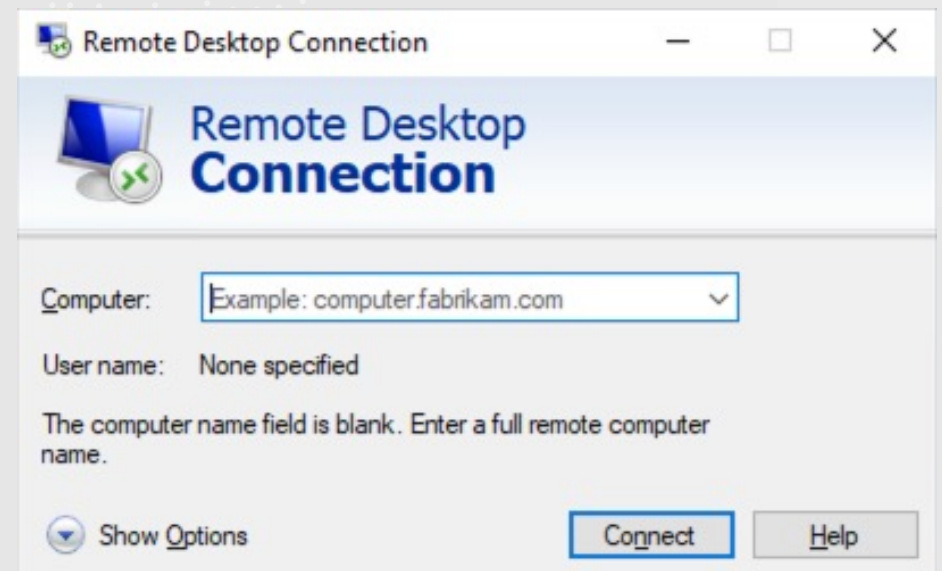 Remote Desktop Connection
Remote Desktop
Connection
Computer: Example: computer.fabrikam.com
User name: None specified
The computer name field is blank. Enter a full remote computer
name.
Show Options Connect Help